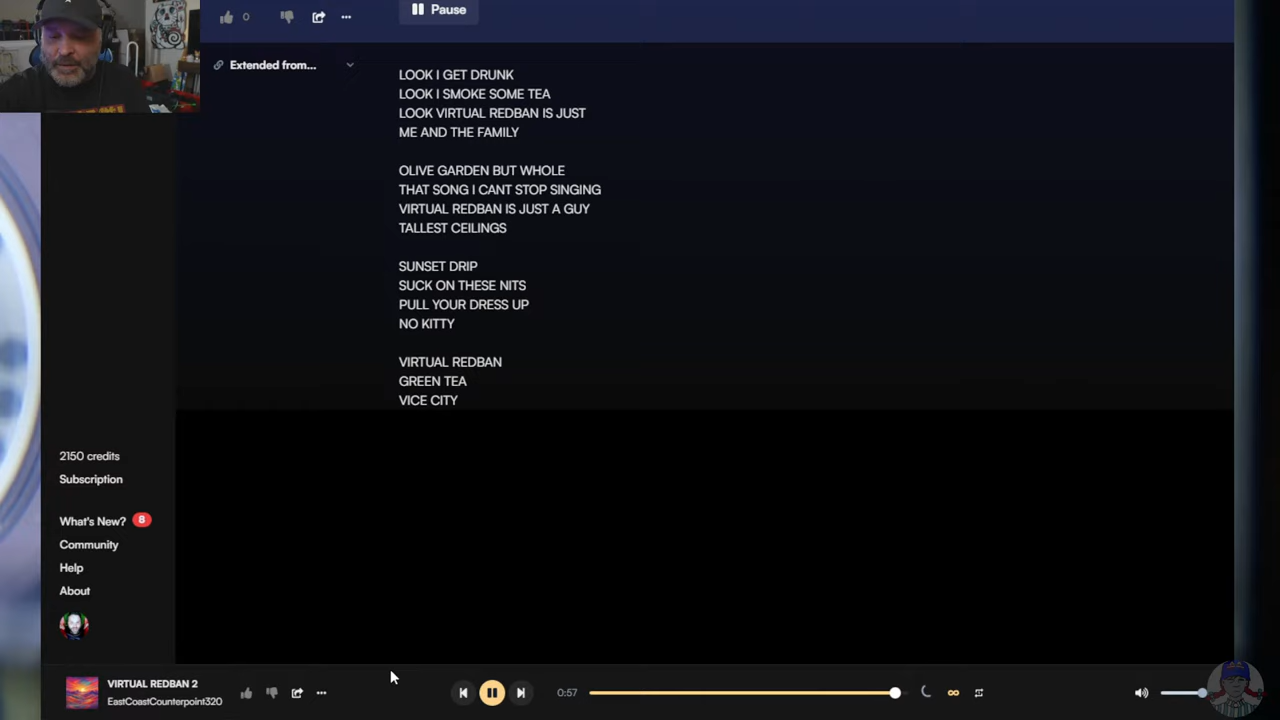 0
Pause
Extended from...
LOOK I GET DRUNK
LOOK I SMOKE SOME TEA
LOOK VIRTUAL REDBAN IS JUST
ME AND THE FAMILY
OLIVE GARDEN BUT WHOLE
THAT SONG I CANT STOP SINGING
VIRTUAL REDBAN IS JUST A GUY
TALLEST CEILINGS
SUNSET DRIP
SUCK ON THESE NITS
PULL YOUR DRESS UP
NO KITTY
VIRTUAL REDBAN
GREEN TEA
VICE CITY
2150 credits
Subscription
What's New? 8
Community
Help
About
VIRTUAL REDBAN 2
EastCoastCounterpoint320
0:57